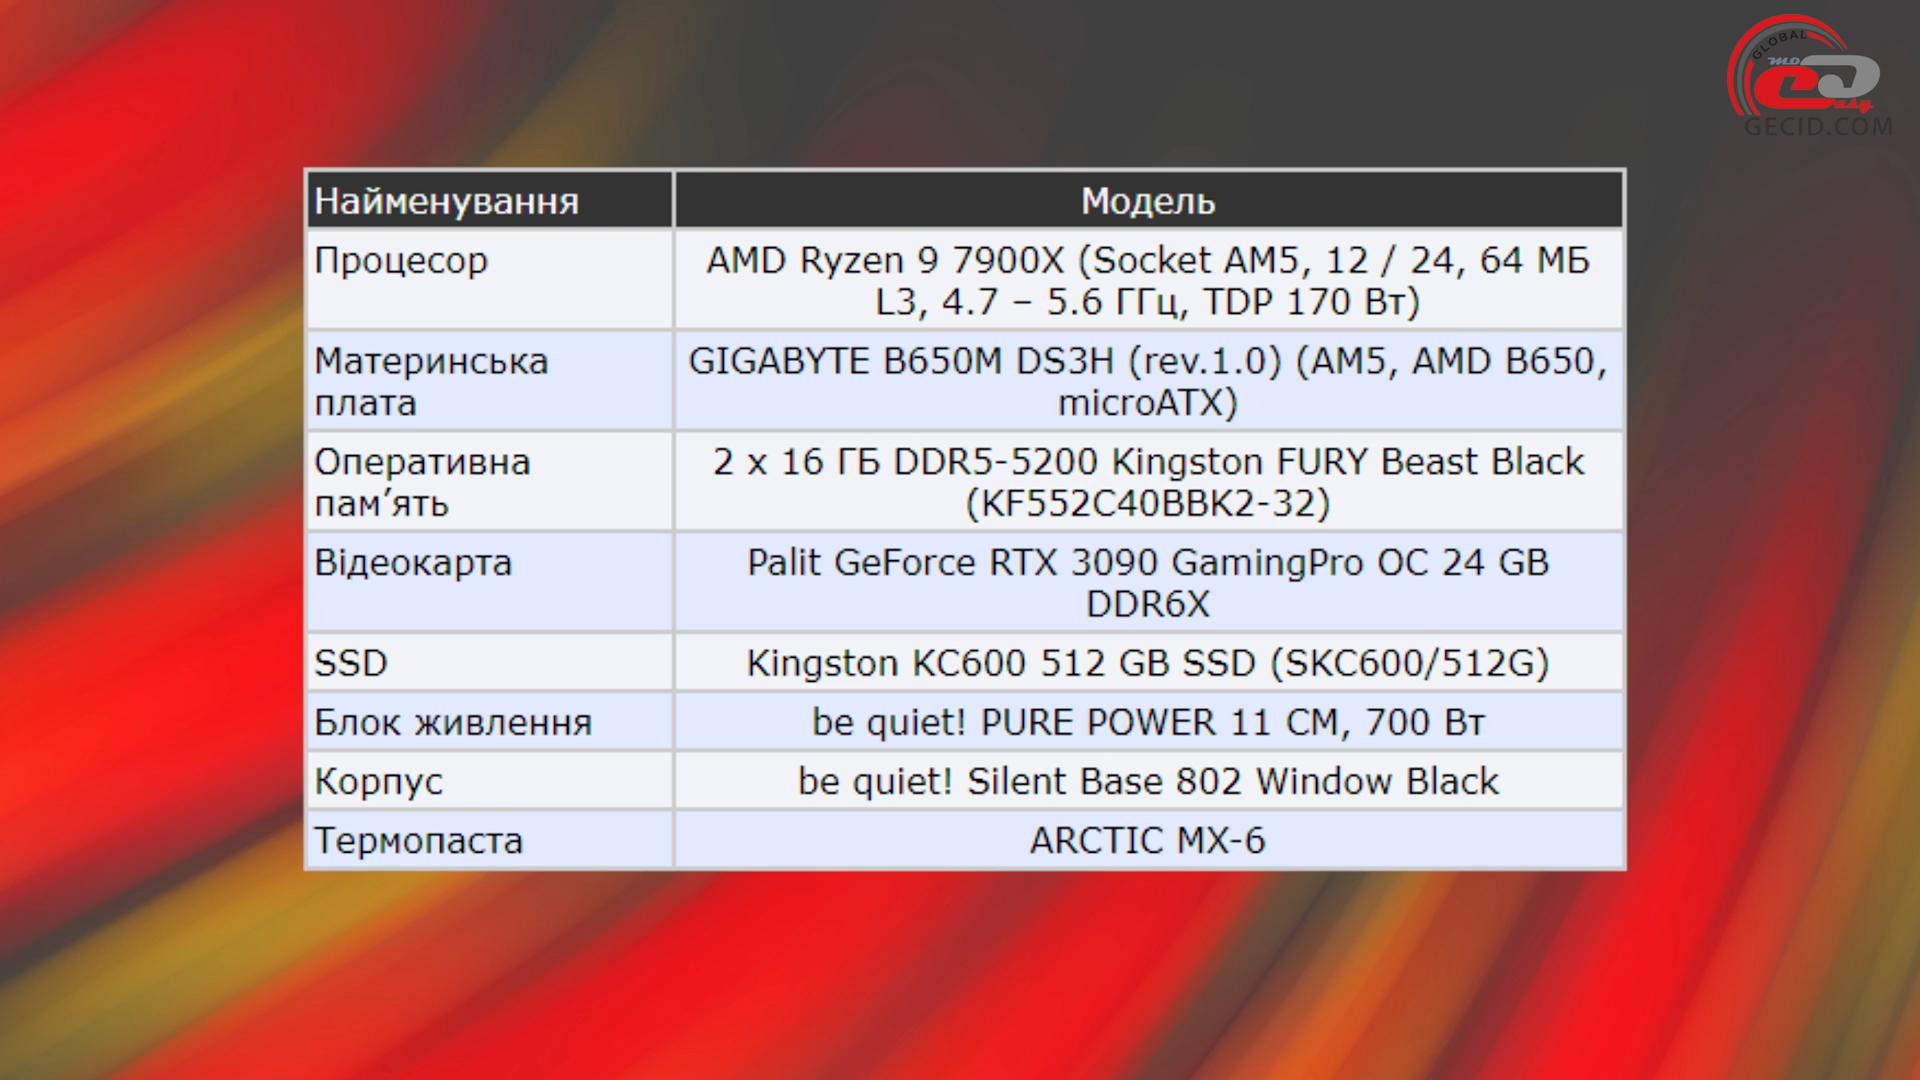 GLOBAL
GECID.COM
Найменування
Модель
Процесор
AMD Ryzen 9 7900X (Socket AM5, 12 / 24, 64 МБ
L3, 4.7 – 5.6 ГГц, TDP 170 Вт)
Материнська
плата
GIGABYTE B650M DS3H (rev.1.0) (AM5, AMD B650,
microATX)
Оперативна
пам’ять
2 x 16 ГБ DDR5-5200 Kingston FURY Beast Black
(KF552C40BBK2-32)
Відеокарта
Palit GeForce RTX 3090 GamingPro OC 24 GB
DDR6X
SSD
Kingston KC600 512 GB SSD (SKC600/512G)
Блок живлення
be quiet! PURE POWER 11 CM, 700 Вт
Корпус
be quiet! Silent Base 802 Window Black
Термопаста
ARCTIC MX-6